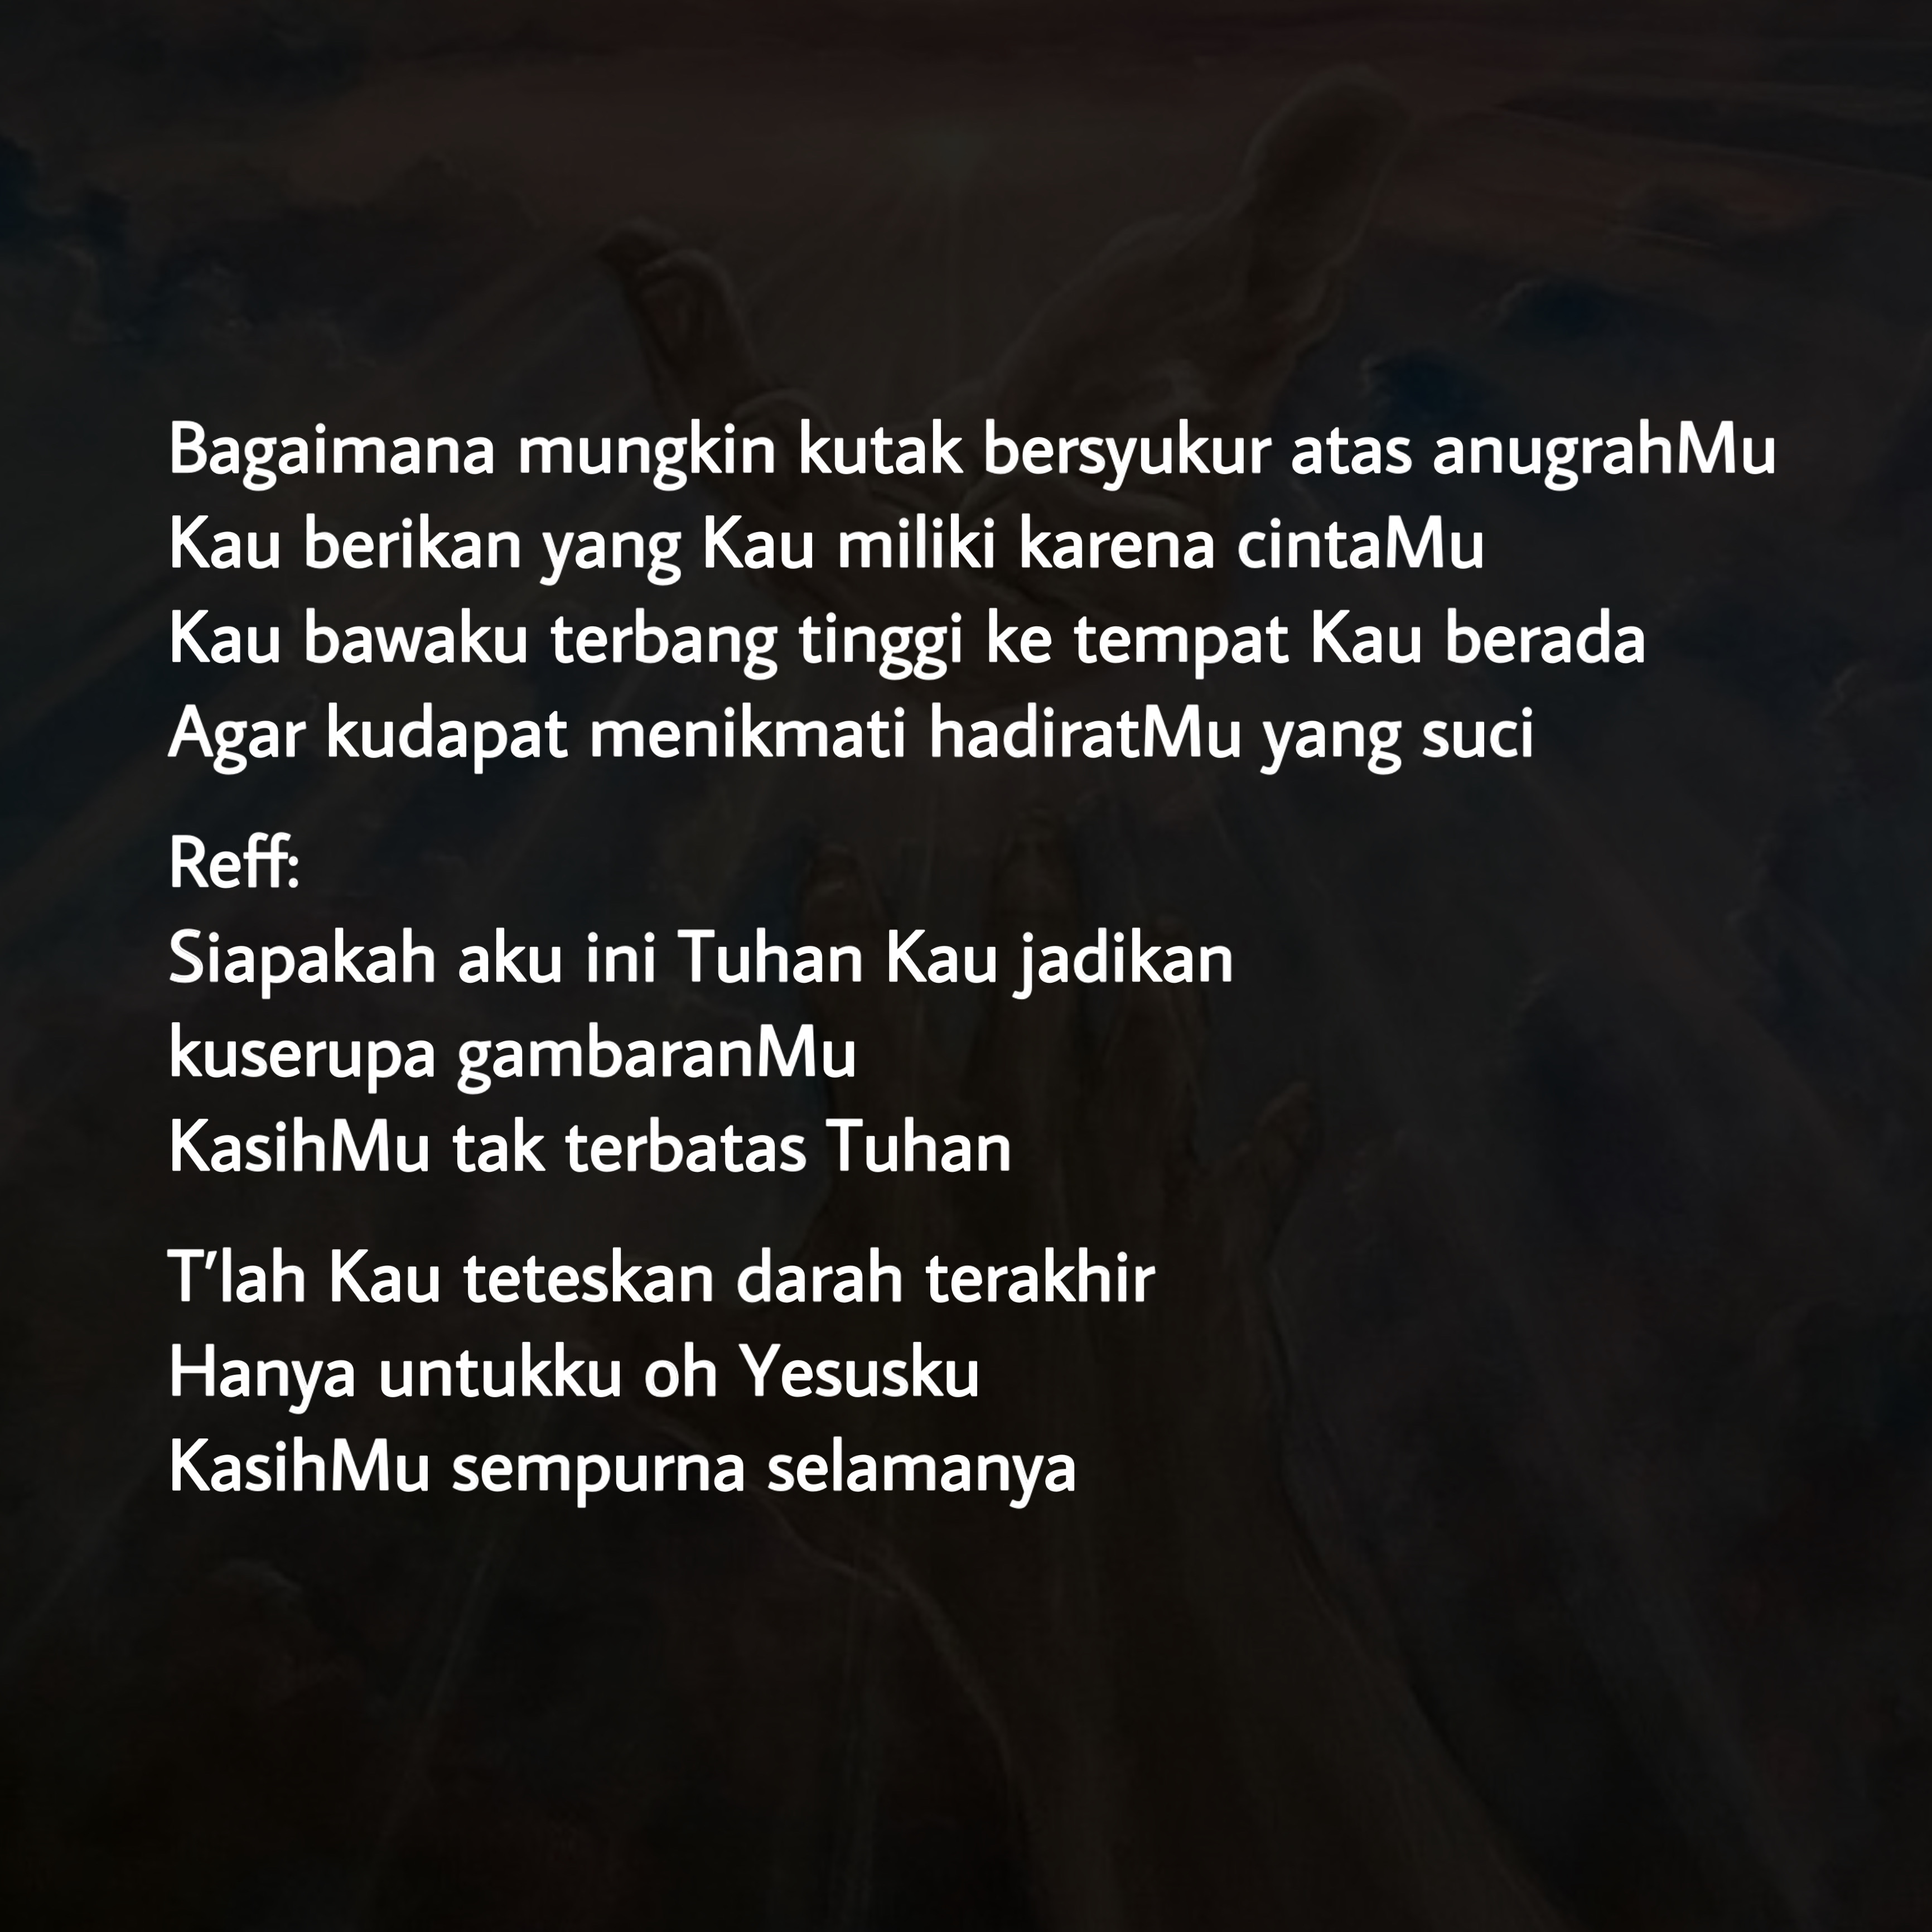 Bagaimana mungkin kutak bersyukur atas anugrahMu
Kau berikan yang Kau miliki karena cintaMu
Kau bawaku terbang tinggi ke tempat Kau berada
Agar kudapat menikmati hadiratMu yang suci
Reff:
Siapakah aku ini Tuhan Kau jadikan
kuserupa gambaranMu
KasihMu tak terbatas Tuhan
T'lah Kau teteskan darah terakhir
Hanya untukku oh Yesusku
KasihMu sempurna selamanya